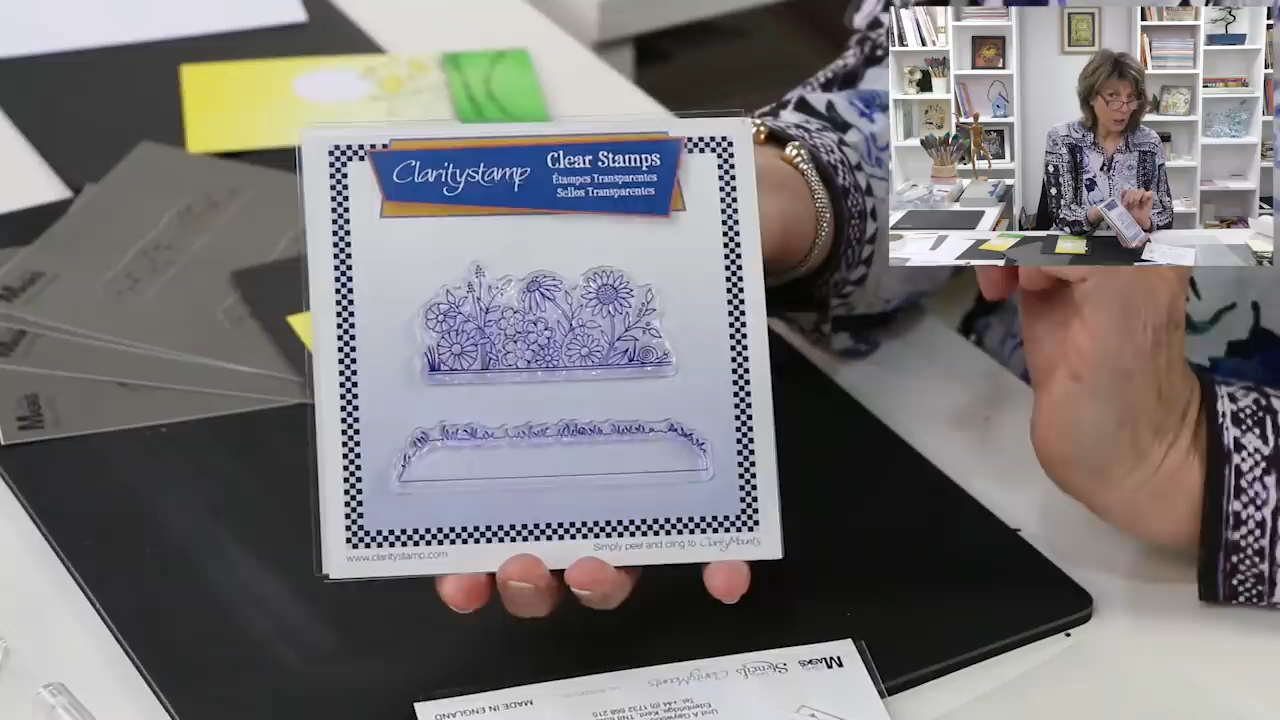 Claritystamp
Clear Stamps
Étampes Transparentes
Sellos Transparentes
www.claritystamp.com
Simply peel and cling to ClarityMounts
Masks
Stencils
ClarityMounts
MADE IN ENGLAND